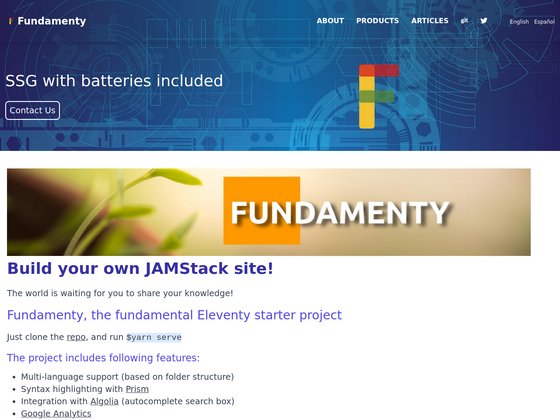 F Fundamenty
ABOUT PRODUCTS ARTICLES git English Español
SSG with batteries included
Contact Us
F
FUNDAMENTY
Build your own JAMStack site!
The world is waiting for you to share your knowledge!
Fundamenty, the fundamental Eleventy starter project
Just clone the repo, and run $yarn serve
The project includes following features:
Multi-language support (based on folder structure)
Syntax highlighting with Prism
Integration with Algolia (autocomplete search box)
Google Analytics